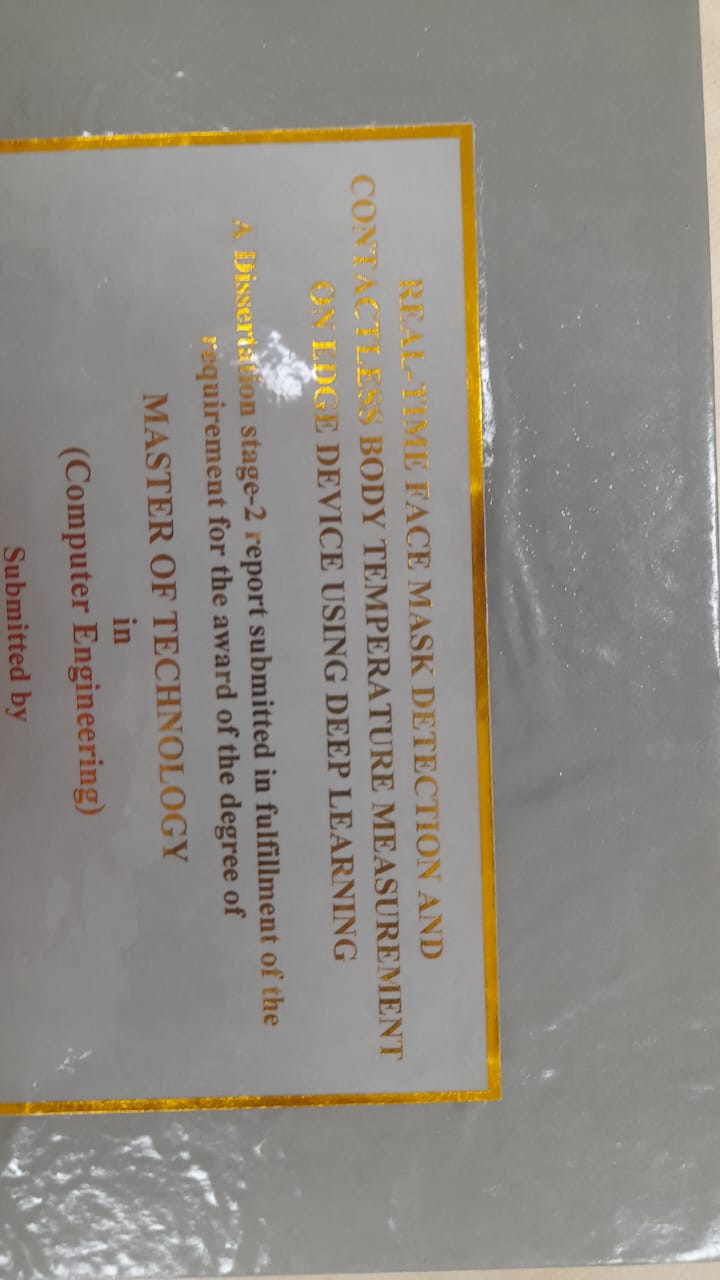 REAL-TIME FACE MASK DETECTION AND
CONTACTLESS BODY TEMPERATURE MEASUREMENT
ON EDGE DEVICE USING DEEP LEARNING
A Dissertation stage-2 report submitted in fulfillment of the
requirement for the award of the degree of
MASTER OF TECHNOLOGY
in
(Computer Engineering)
Submitted by